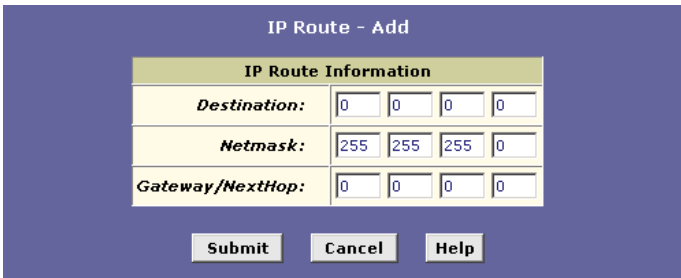 IP Route - Add
IP Route Information
Destination: 0 0 0 0
Netmask: 255 255 255 0
Gateway/NextHop: 0 0 0 0
Submit Cancel Help